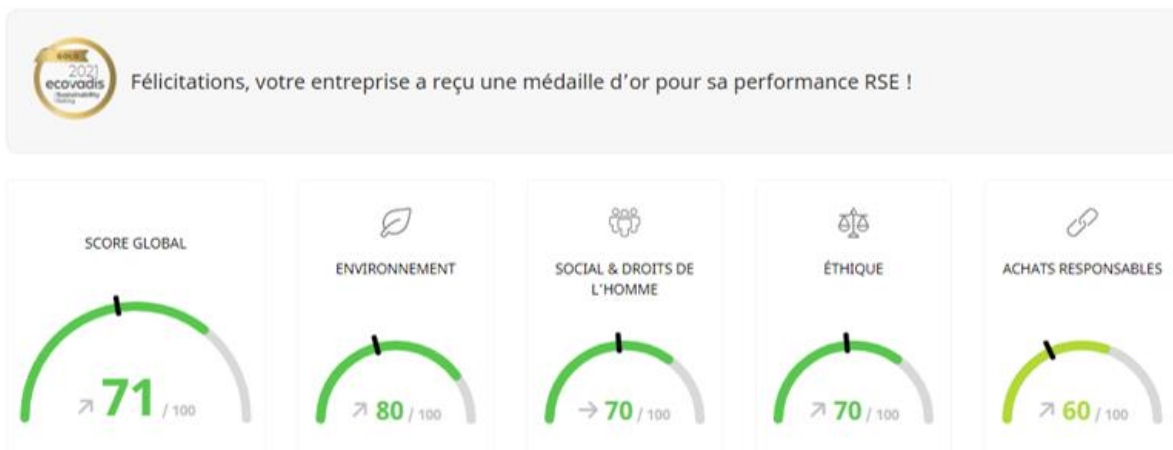 GOLD
2021
ecovadis
Sustainability
Rating
Félicitations, votre entreprise a reçu une médaille d’or pour sa performance RSE !
SCORE GLOBAL
71 / 100
ENVIRONNEMENT
80 / 100
SOCIAL & DROITS DE
L'HOMME
70 / 100
ÉTHIQUE
70 / 100
ACHATS RESPONSABLES
60 / 100